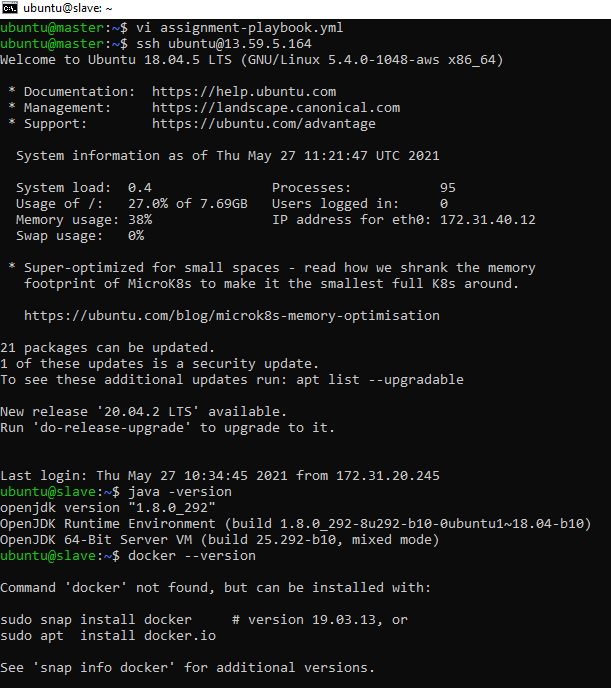 ubuntu@slave: ~
ubuntu@master:~$ vi assignment-playbook.yml
ubuntu@master:~$ ssh ubuntu@13.59.5.164
Welcome to Ubuntu 18.04.5 LTS (GNU/Linux 5.4.0-1048-aws x86_64)

 * Documentation:  https://help.ubuntu.com
 * Management:     https://landscape.canonical.com
 * Support:        https://ubuntu.com/advantage

  System information as of Thu May 27 11:21:47 UTC 2021

  System load:  0.4               Processes:           95
  Usage of /:   27.0% of 7.69GB   Users logged in:     0
  Memory usage: 38%               IP address for eth0: 172.31.40.12
  Swap usage:   0%

 * Super-optimized for small spaces - read how we shrank the memory
   footprint of MicroK8s to make it the smallest full K8s around.

   https://ubuntu.com/blog/microk8s-memory-optimisation

21 packages can be updated.
1 of these updates is a security update.
To see these additional updates run: apt list --upgradable

New release '20.04.2 LTS' available.
Run 'do-release-upgrade' to upgrade to it.

Last login: Thu May 27 10:34:45 2021 from 172.31.20.245
ubuntu@slave:~$ java -version
openjdk version "1.8.0_292"
OpenJDK Runtime Environment (build 1.8.0_292-8u292-b10-0ubuntu1~18.04-b10)
OpenJDK 64-Bit Server VM (build 25.292-b10, mixed mode)
ubuntu@slave:~$ docker --version

Command 'docker' not found, but can be installed with:

sudo snap install docker     # version 19.03.13, or
sudo apt  install docker.io

See 'snap info docker' for additional versions.